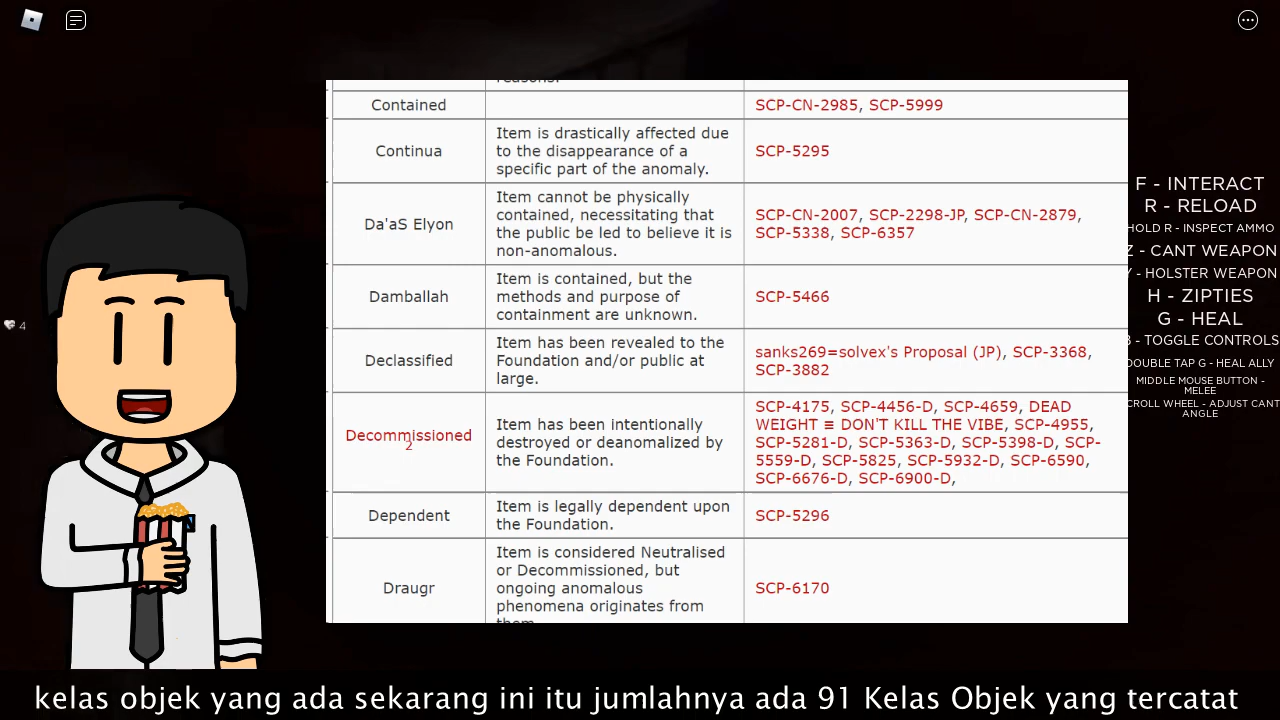 4
reasons.
Contained
SCP-CN-2985, SCP-5999
Continua
Item is drastically affected due
to the disappearance of a
specific part of the anomaly.
SCP-5295
Da'aS Elyon
Item cannot be physically
contained, necessitating that
the public be led to believe it is
non-anomalous.
SCP-CN-2007, SCP-2298-JP, SCP-CN-2879,
SCP-5338, SCP-6357
Damballah
Item is contained, but the
methods and purpose of
containment are unknown.
SCP-5466
Declassified
Item has been revealed to the
Foundation and/or public at
large.
sanks269=solvex's Proposal (JP), SCP-3368,
SCP-3882
Decommissioned
2
Item has been intentionally
destroyed or deanomalized by
the Foundation.
SCP-4175, SCP-4456-D, SCP-4659, DEAD
WEIGHT ≡ DON'T KILL THE VIBE, SCP-4955,
SCP-5281-D, SCP-5363-D, SCP-5398-D, SCP-
5559-D, SCP-5825, SCP-5932-D, SCP-6590,
SCP-6676-D, SCP-6900-D,
Dependent
Item is legally dependent upon
the Foundation.
SCP-5296
Draugr
Item is considered Neutralised
or Decommissioned, but
ongoing anomalous
phenomena originates from
SCP-6170
F - INTERACT
R - RELOAD
HOLD R - INSPECT AMMO
Z - CANT WEAPON
- HOLSTER WEAPON
H - ZIPTIES
G - HEAL
- TOGGLE CONTROLS
DOUBLE TAP G - HEAL ALLY
MIDDLE MOUSE BUTTON -
MELEE
CROLL WHEEL - ADJUST CANT
ANGLE
kelas objek yang ada sekarang ini itu jumlahnya ada 91 Kelas Objek yang tercatat